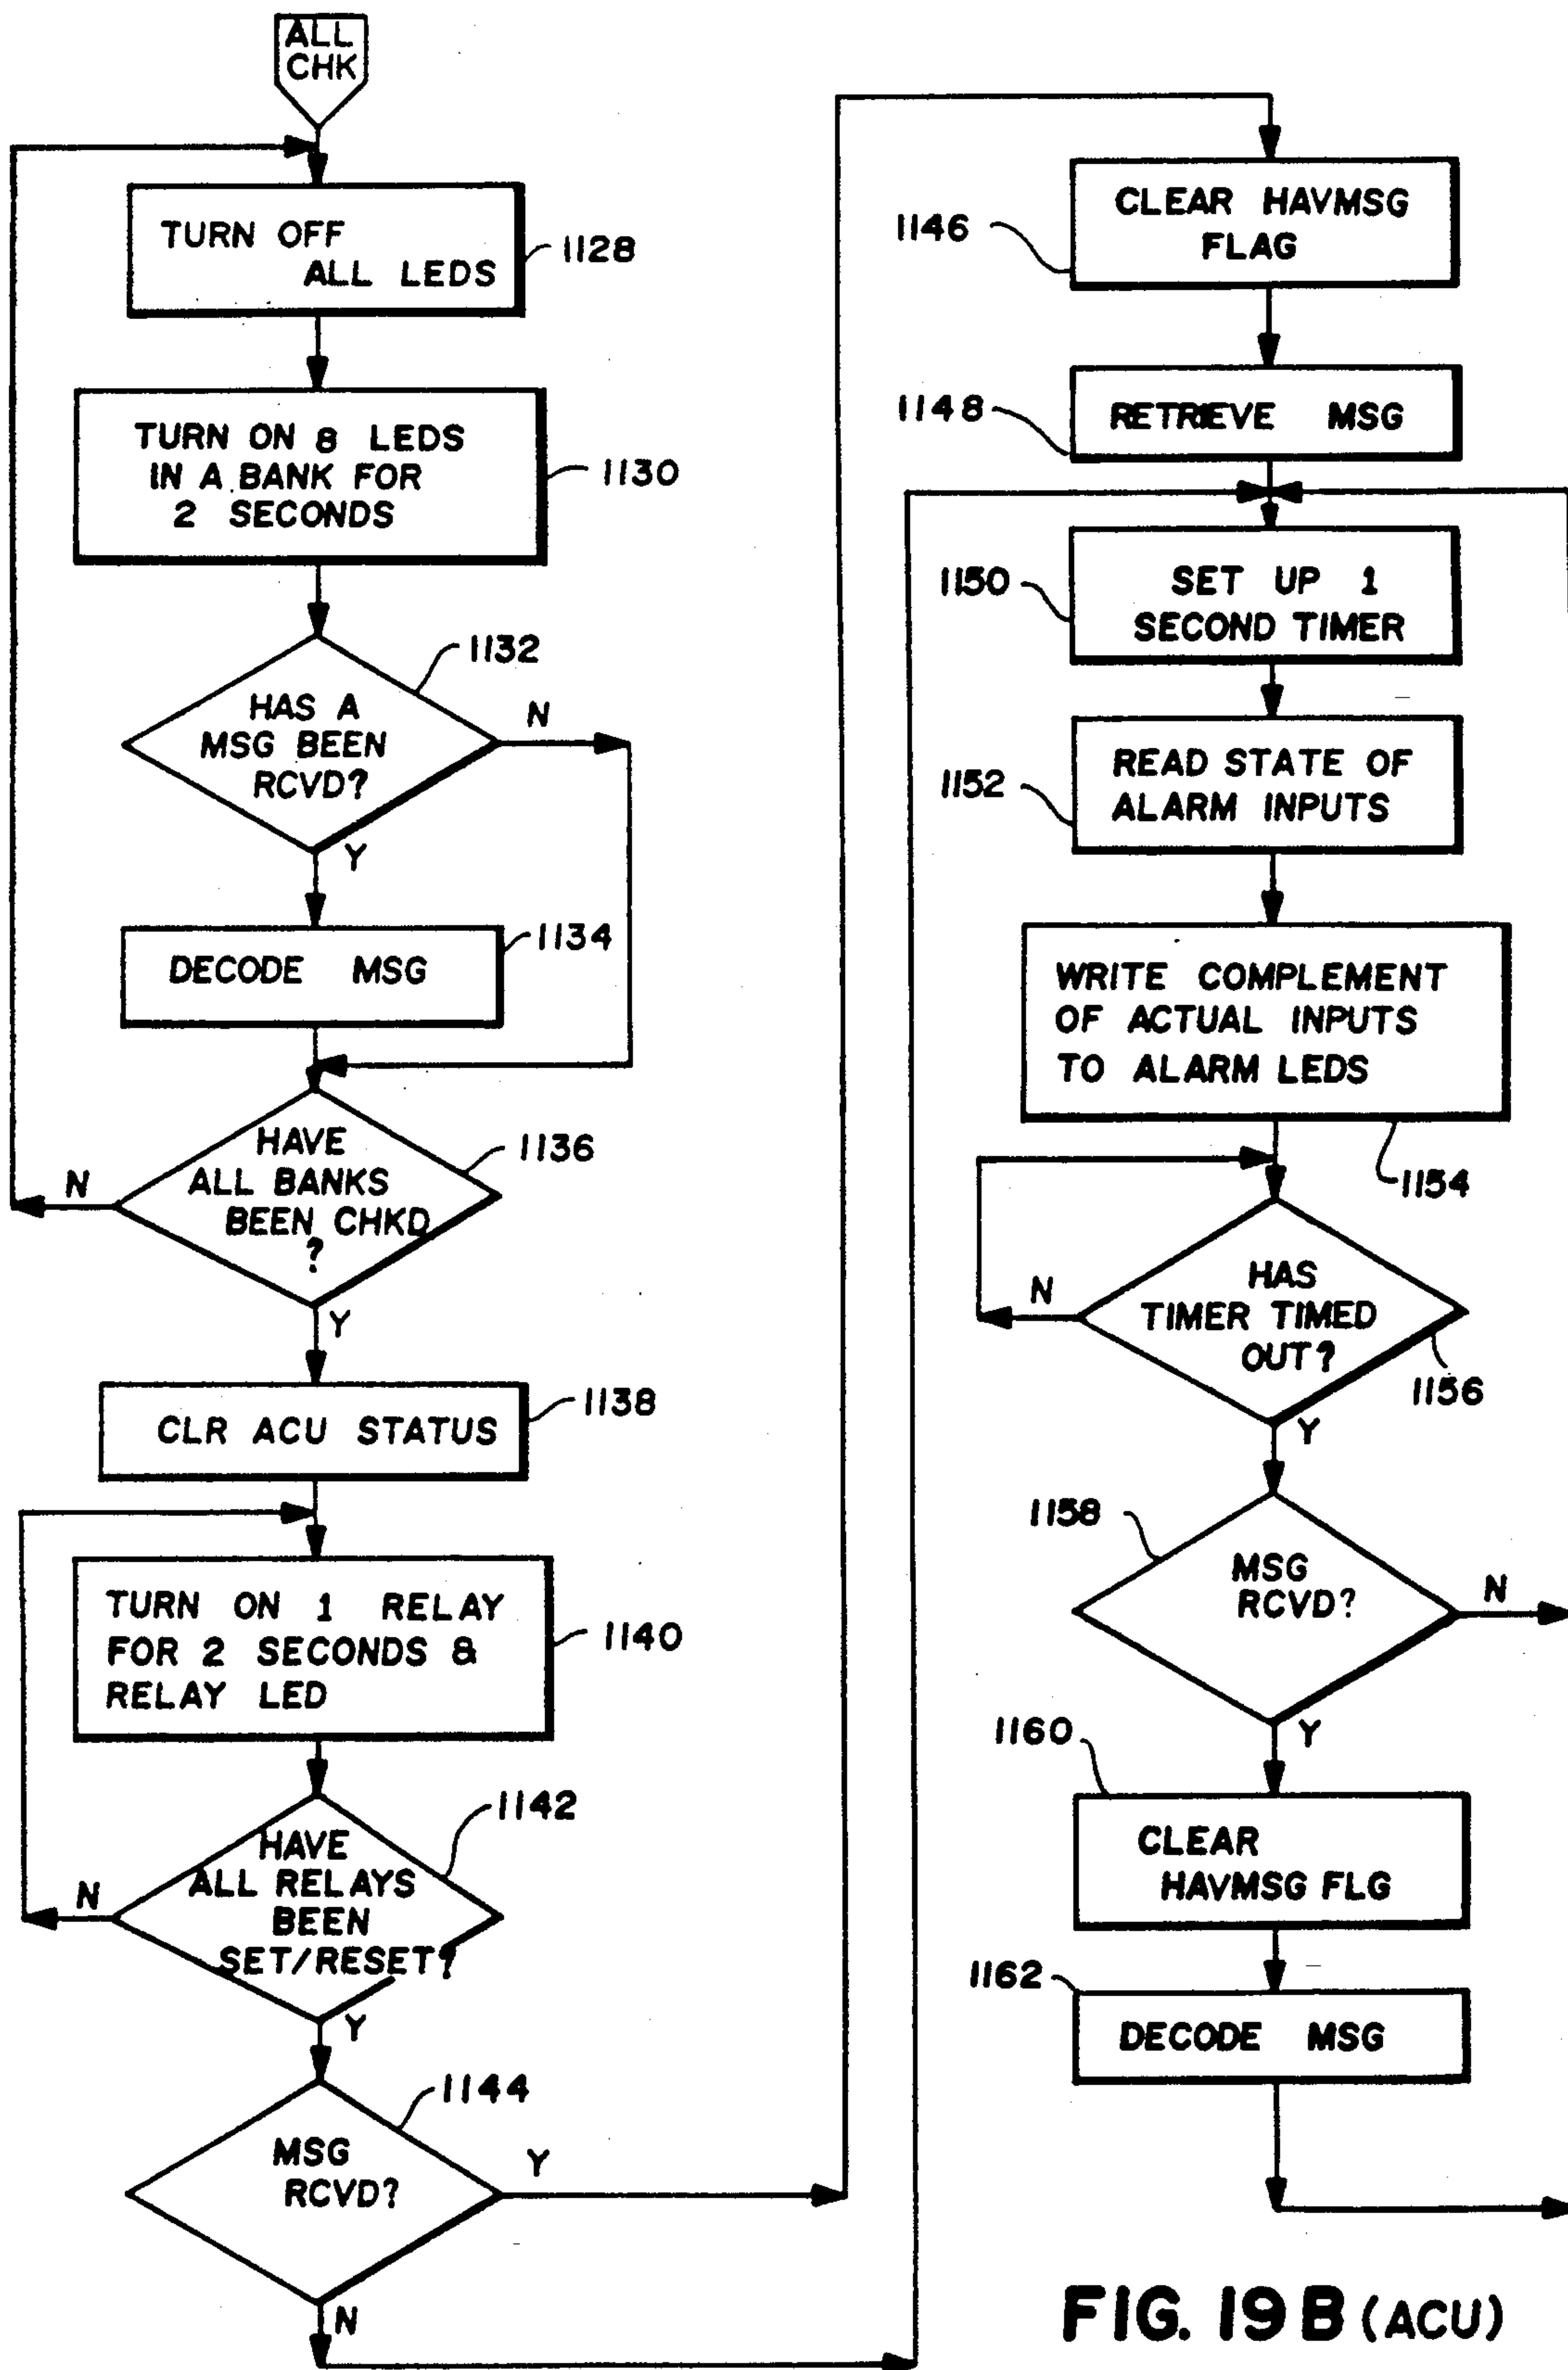 ALL
CHK
TURN OFF
ALL LEDS
1128
TURN ON 8 LEDS
IN A BANK FOR
2 SECONDS
1130
HAS A
MSG BEEN
RCVD?
1132
N
Y
DECODE MSG
1134
HAVE
ALL BANKS
BEEN CHKD
?
1136
N
Y
CLR ACU STATUS
1138
TURN ON 1 RELAY
FOR 2 SECONDS &
RELAY LED
1140
HAVE
ALL RELAYS
BEEN
SET/RESET?
1142
N
Y
MSG
RCVD?
1144
Y
N
CLEAR HAVMSG
FLAG
1146
RETRIEVE MSG
1148
SET UP 1
SECOND TIMER
1150
READ STATE OF
ALARM INPUTS
1152
WRITE COMPLEMENT
OF ACTUAL INPUTS
TO ALARM LEDS
1154
HAS
TIMER TIMED
OUT?
1156
N
Y
MSG
RCVD?
1158
N
Y
CLEAR
HAVMSG FLG
1160
DECODE MSG
1162
FIG. 19 B (ACU)